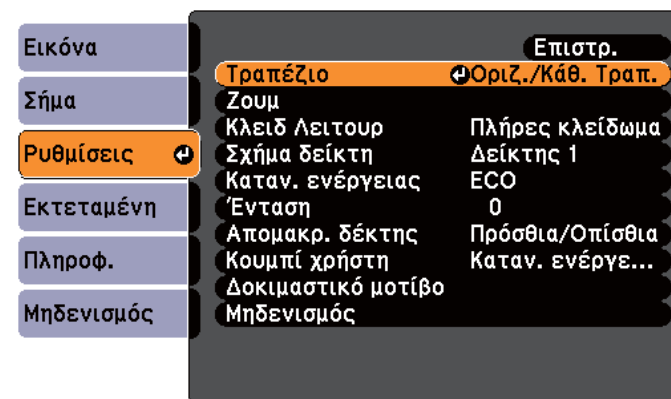 Εικόνα
Σήμα
Ρυθμίσεις
Εκτεταμένη
Πληροφ.
Μηδενισμός
Επιστρ.
Τραπέζιο Οριζ./Κάθ. Τραπ.
Ζουμ
Κλειδ Λειτουρ Πλήρες κλείδωμα
Σχήμα δείκτη Δείκτης 1
Καταν. ενέργειας ECO
Ένταση 0
Απομακρ. δέκτης Πρόσθια/Οπίσθια
Κουμπί χρήστη Καταν. ενέργε...
Δοκιμαστικό μοτίβο
Μηδενισμός